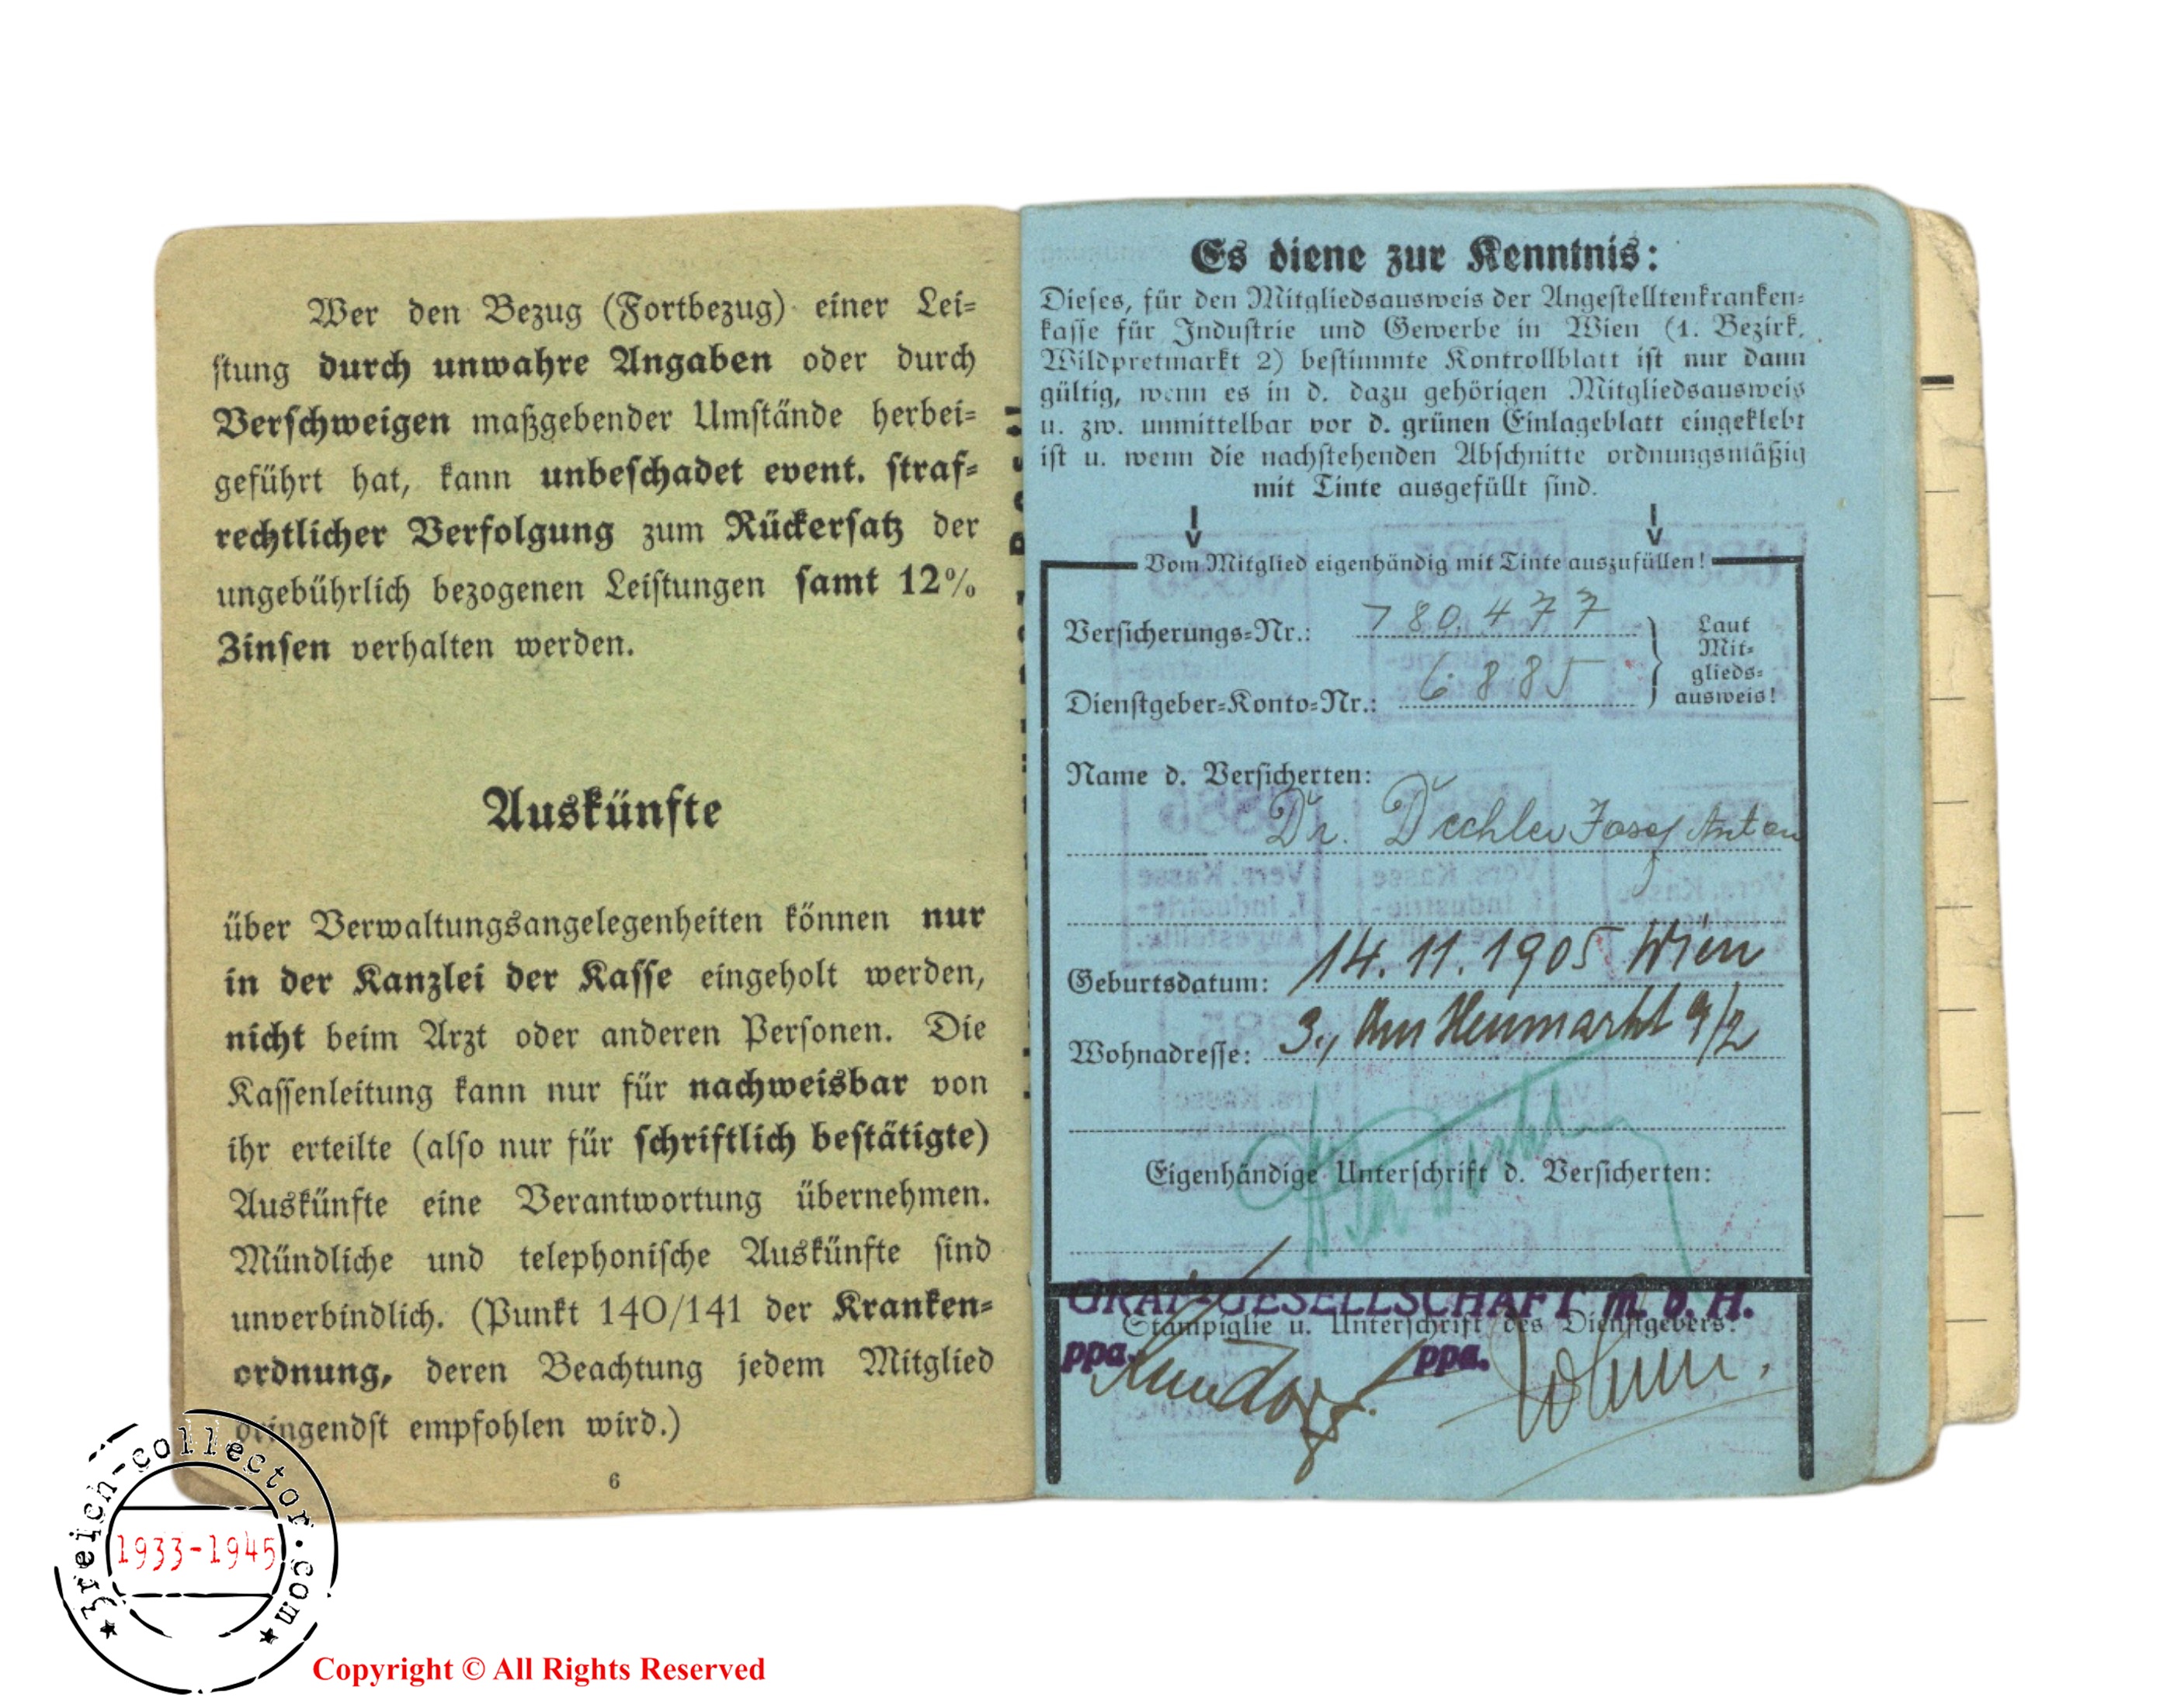 Wer den Bezug (Fortbezug) einer Lei-
stung durch unwahre Angaben oder durch
Verschweigen maßgebender Umstände herbei-
geführt hat, kann unbeschadet event. straf-
rechtlicher Verfolgung zum Rückersatz der
ungebührlich bezogenen Leistungen samt 12%
Zinsen verhalten werden.
Auskünfte
über Verwaltungsangelegenheiten können nur
in der Kanzlei der Kasse eingeholt werden,
nicht beim Arzt oder anderen Personen. Die
Kassenleitung kann nur für nachweisbar von
ihr erteilte (also nur für schriftlich bestätigte)
Auskünfte eine Verantwortung übernehmen.
Mündliche und telephonische Auskünfte sind
unverbindlich. (Punkt 140/141 der Kranken-
ordnung, deren Beachtung jedem Mitglied
dringendst empfohlen wird.)
6
Es diene zur Kenntnis:
Dieses, für den Mitgliedsausweis der Angestelltenkranken-
kasse für Industrie und Gewerbe in Wien (1. Bezirk,
Wildpretmarkt 2) bestimmte Kontrollblatt ist nur dann
gültig, wenn es in d. dazu gehörigen Mitgliedsausweis
u. zw. unmittelbar vor d. grünen Einlageblatt eingeklebt
ist u. wenn die nachstehenden Abschnitte ordnungsmäßig
mit Tinte ausgefüllt sind.
Vom Mitglied eigenhändig mit Tinte auszufüllen!
Versicherungs-Nr.: 780.477
Dienstgeber-Konto-Nr.: 6885
Laut
Mit-
glieds-
ausweis!
Name d. Versicherten:
Dr. Dechler Josef Anton
Geburtsdatum: 14. 11. 1905 Wien
Wohnadresse: 3., Am Heumarkt 9/2
Eigenhändige Unterschrift d. Versicherten:
GESELLSCHAFT m. b. H.
Stampiglie u. Unterschrift des Dienstgebers:
ppa. ppa.
3reich-collector.com
1933-1945
Copyright © All Rights Reserved